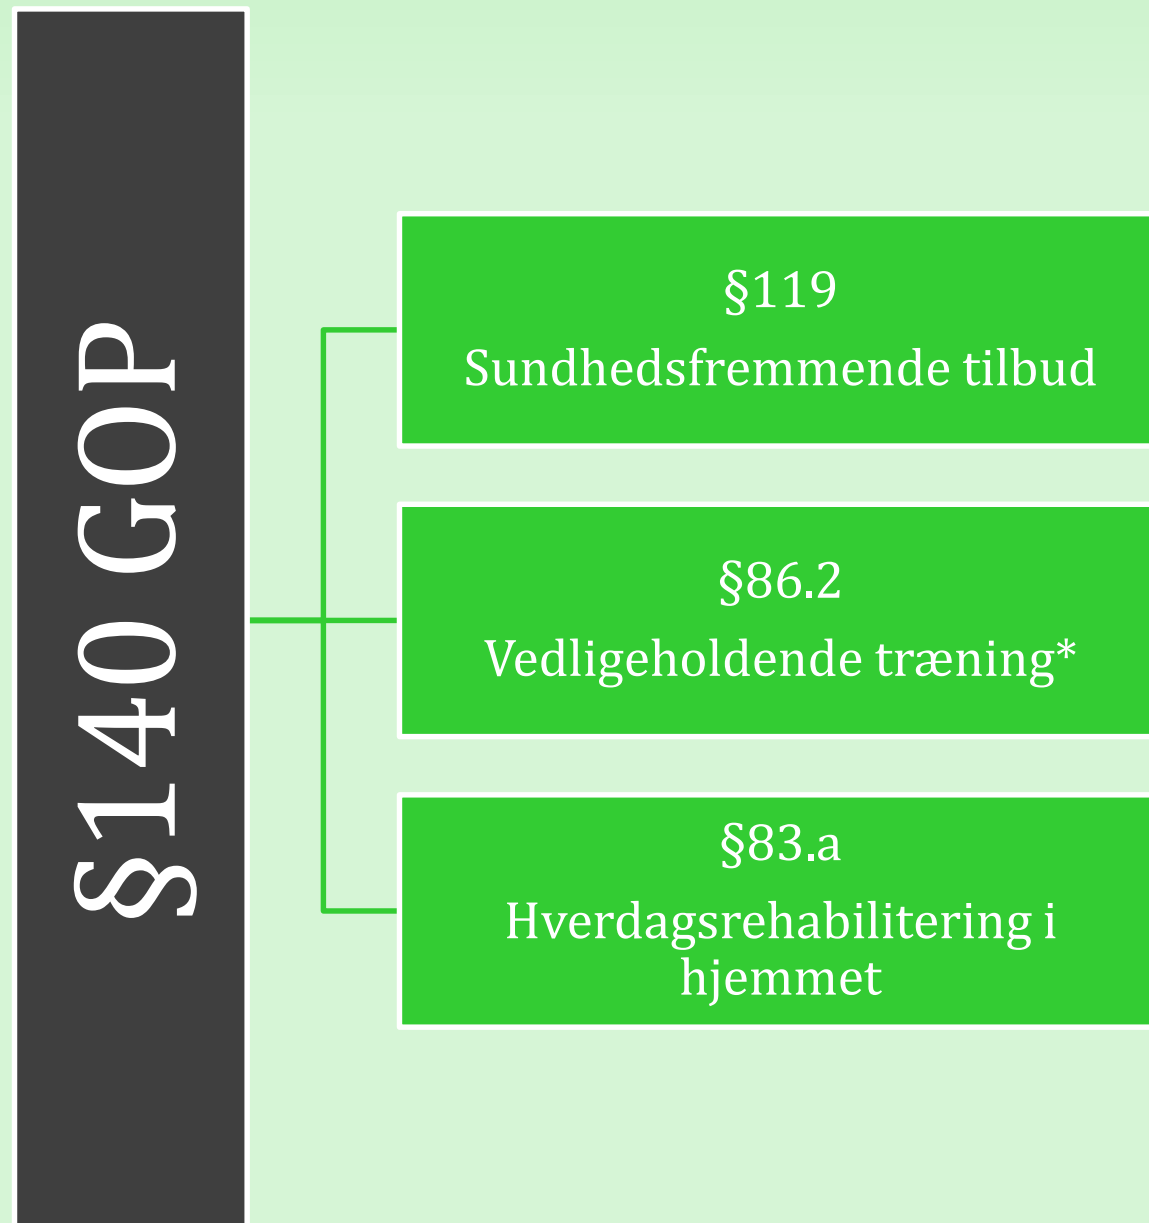 §140 GOP
§119
Sundhedsfremmende tilbud
§86.2
Vedligeholdende træning*
§83.a
Hverdagsrehabilitering i
hjemmet